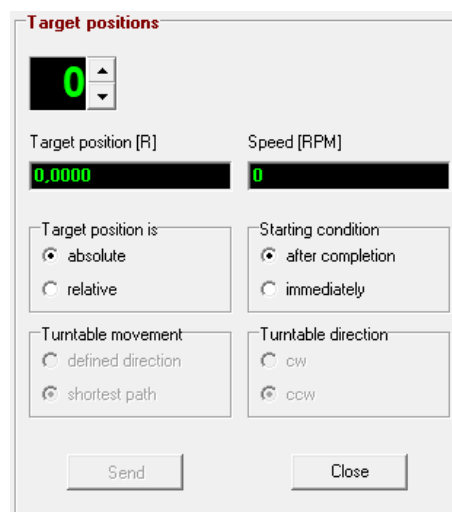 Target positions
0
Target position [R] Speed [RPM]
0,0000 0
Target position is Starting condition
absolute after completion
relative immediately
Turntable movement Turntable direction
defined direction cw
shortest path ccw
Send Close